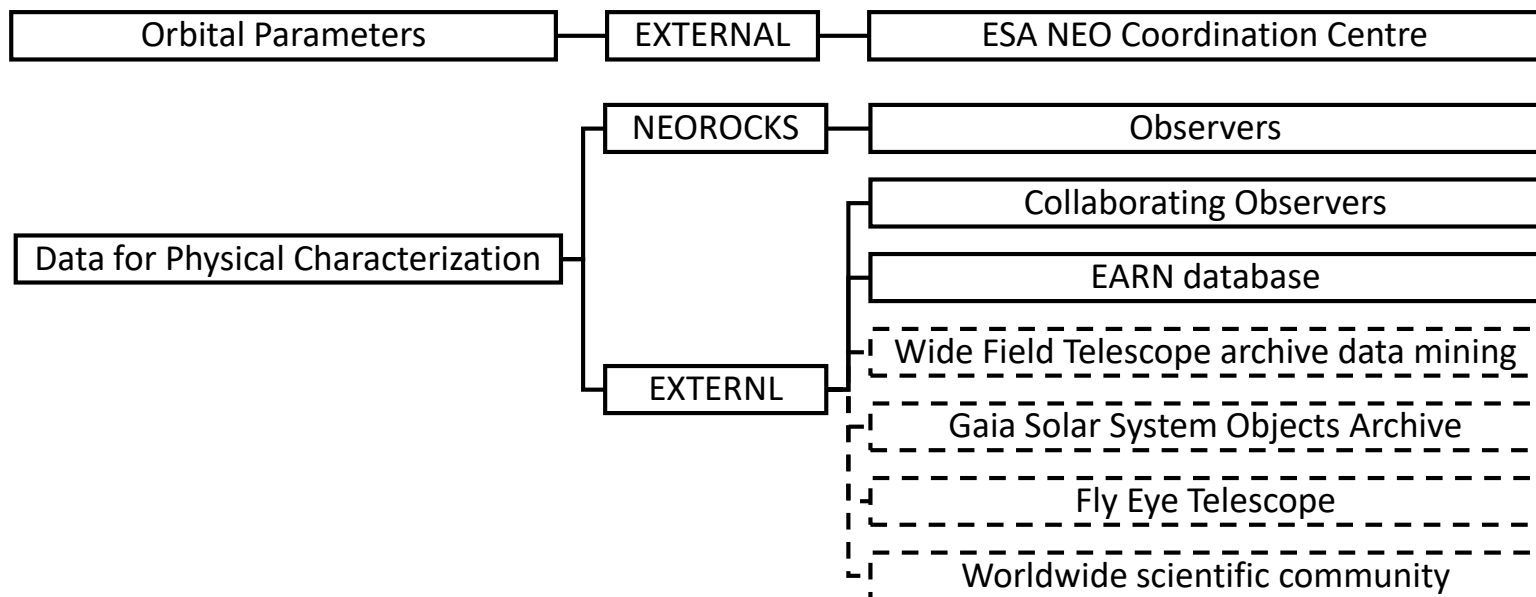 Orbital Parameters
EXTERNAL
ESA NEO Coordination Centre
NEOROCKS
Observers
Collaborating Observers
Data for Physical Characterization
EARN database
Wide Field Telescope archive data mining
EXTERNL
Gaia Solar System Objects Archive
Fly Eye Telescope
Worldwide scientific community